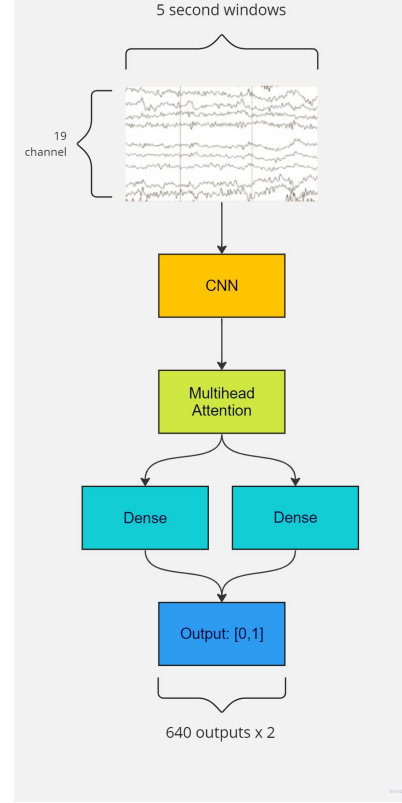 5 second windows
19
channel
CNN
Multihead
Attention
Dense
Dense
Output: [0,1]
640 outputs x 2